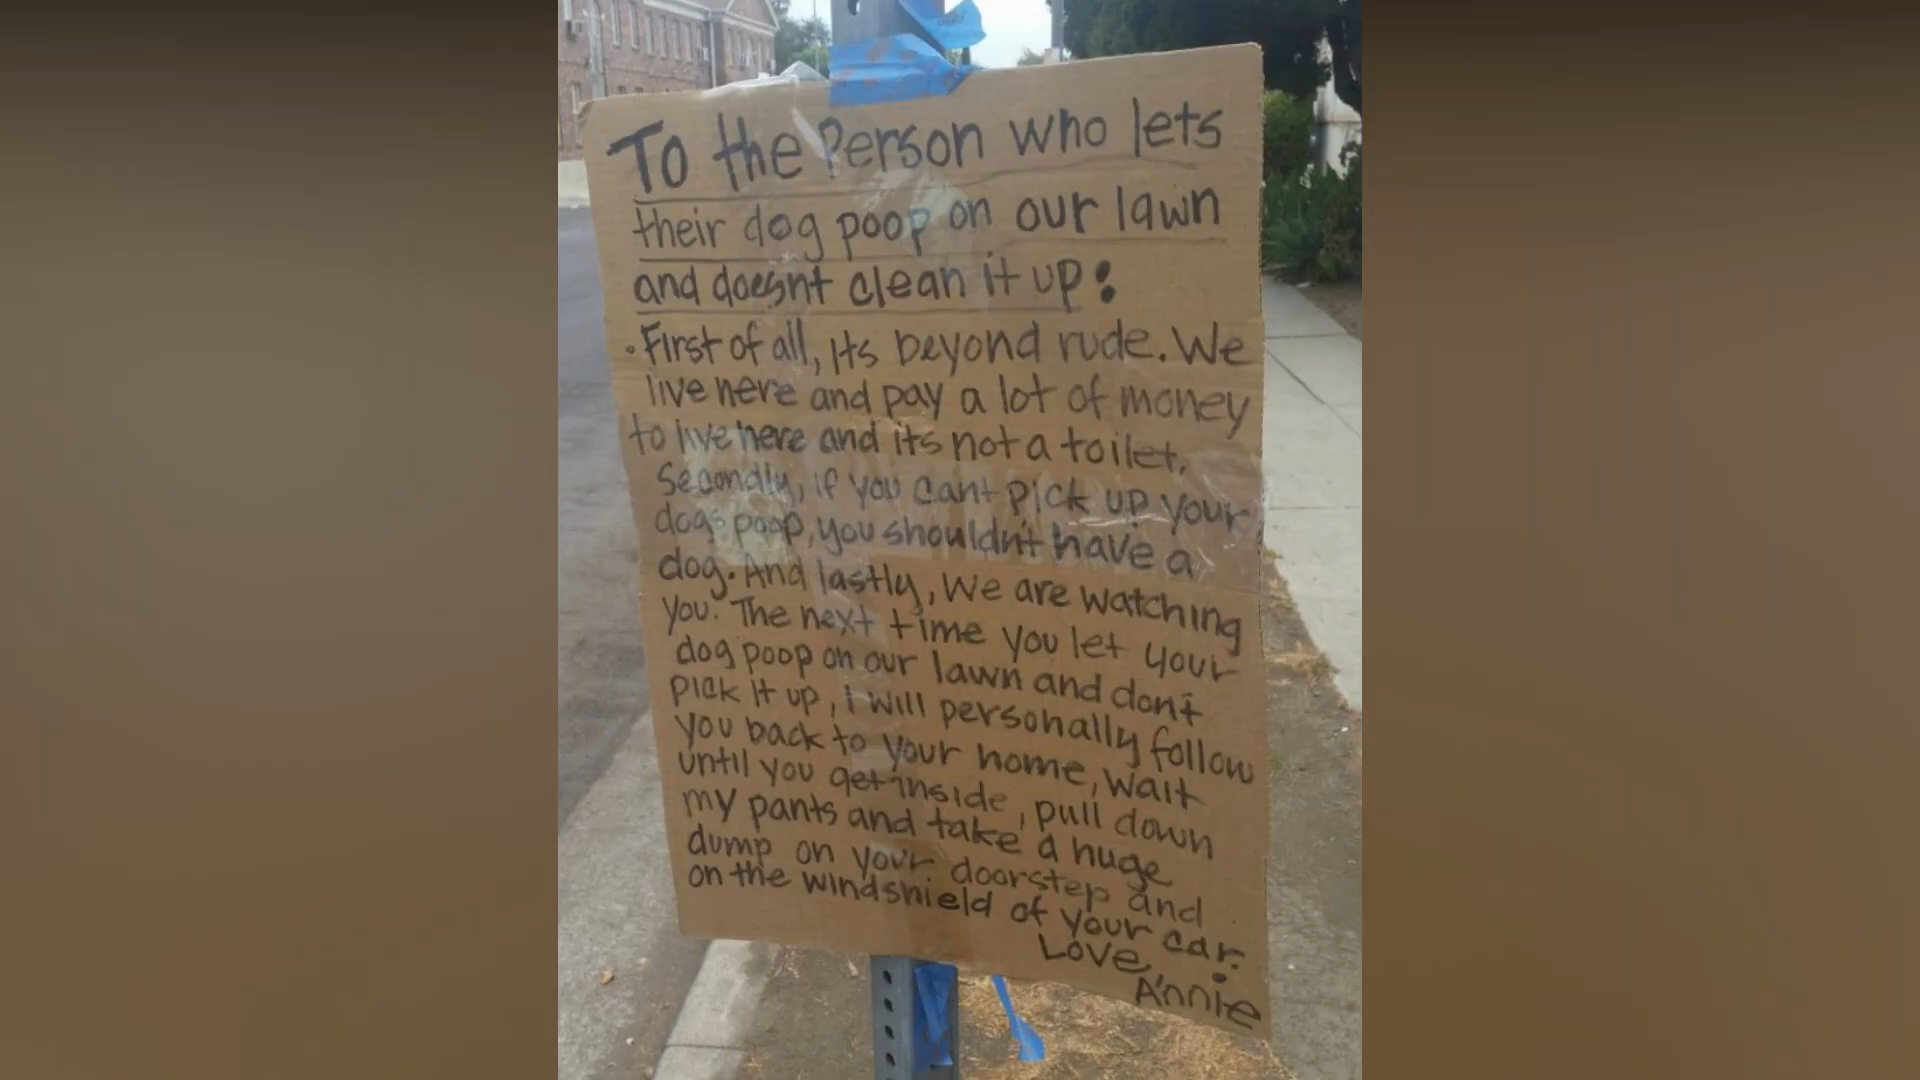 To the Person who lets
their dog poop on our lawn
and doesnt clean it up:
. First of all, Its beyond rude. We
live here and pay a lot of money
to live here and its not a toilet.
Secondly, if you cant pick up your
dogs poop, you shouldn't have a
dog. And lastly, We are watching
you. The next time you let your
dog poop on our lawn and dont
pick it up, I will personally follow
you back to your home, wait
until you get inside, pull down
my pants and take a huge
dump on your doorstep and
on the windshield of your car.
Love,
Annie